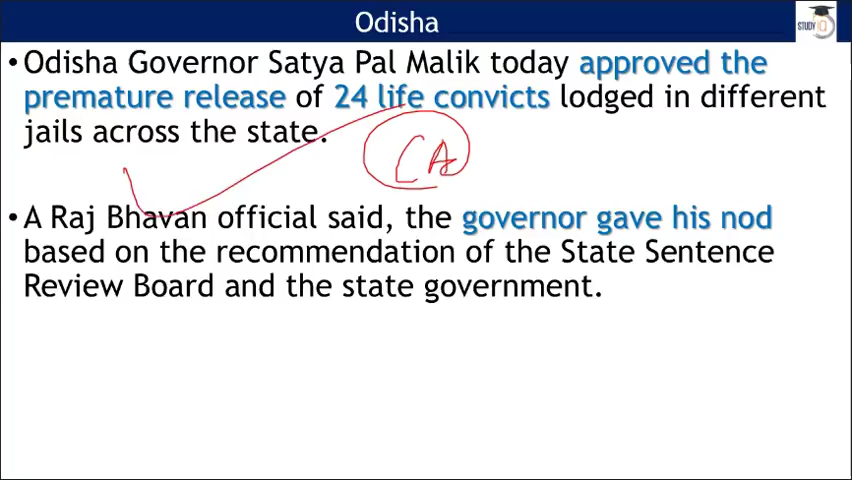 Odisha
STUDY IQ
•Odisha Governor Satya Pal Malik today approved the
premature release of 24 life convicts lodged in different
jails across the state.
CA
•A Raj Bhavan official said, the governor gave his nod
based on the recommendation of the State Sentence
Review Board and the state government.